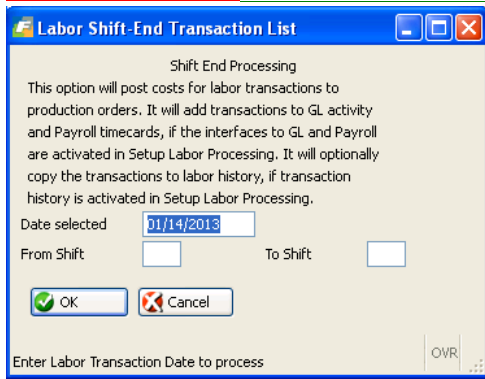 Labor Shift-End Transaction List
Shift End Processing
This option will post costs for labor transactions to
production orders. It will add transactions to GL activity
and Payroll timecards, if the interfaces to GL and Payroll
are activated in Setup Labor Processing. It will optionally
copy the transactions to labor history, if transaction
history is activated in Setup Labor Processing.
Date selected 01/14/2013
From Shift To Shift
OK Cancel
Enter Labor Transaction Date to process OVR